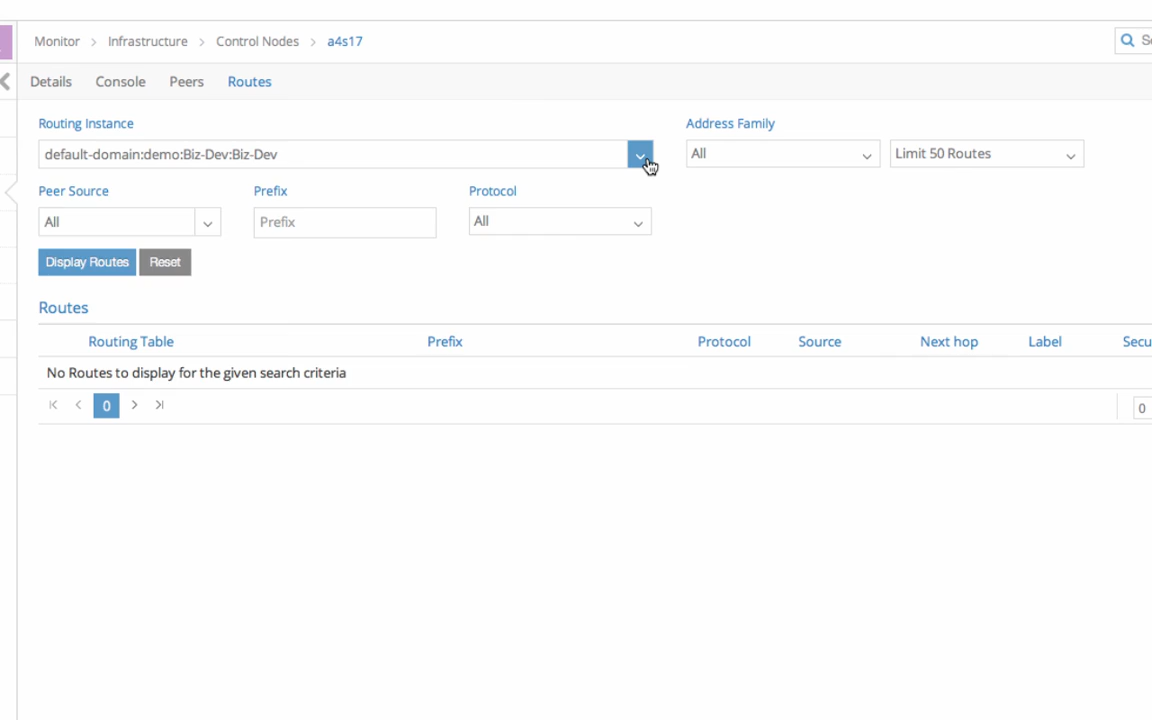 Monitor > Infrastructure > Control Nodes > a4s17
Details Console Peers Routes
Routing Instance Address Family
default-domain:demo:Biz-Dev:Biz-Dev All Limit 50 Routes
Peer Source Prefix Protocol
All Prefix All
Display Routes Reset
Routes
Routing Table Prefix Protocol Source Next hop Label Secu
No Routes to display for the given search criteria
0 0